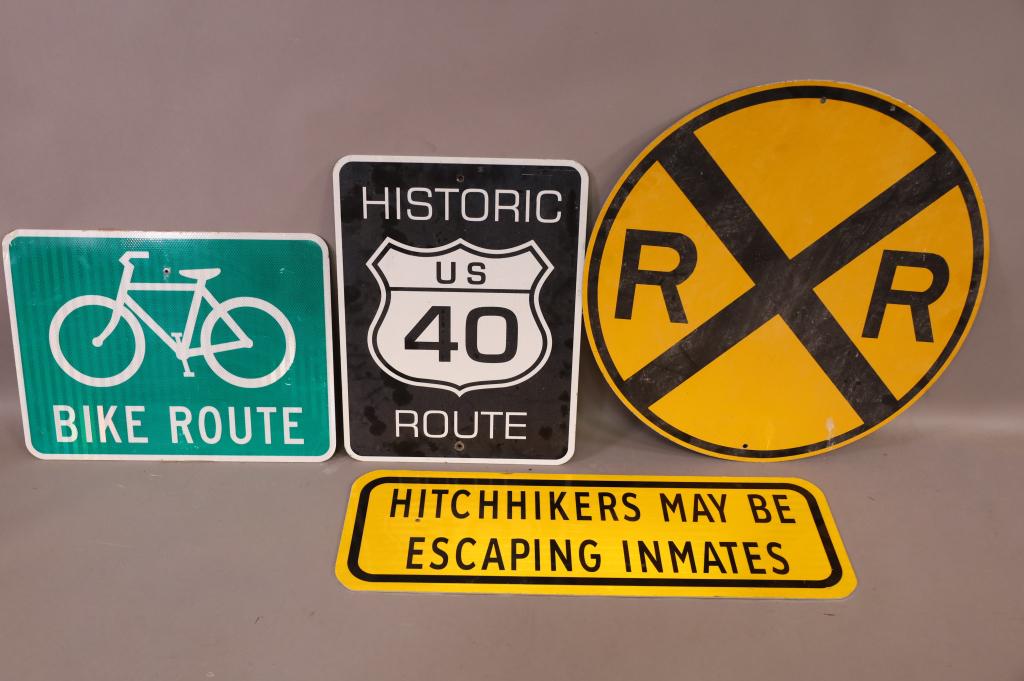 BIKE ROUTE
HISTORIC
US
40
ROUTE
R R
HITCHHIKERS MAY BE
ESCAPING INMATES